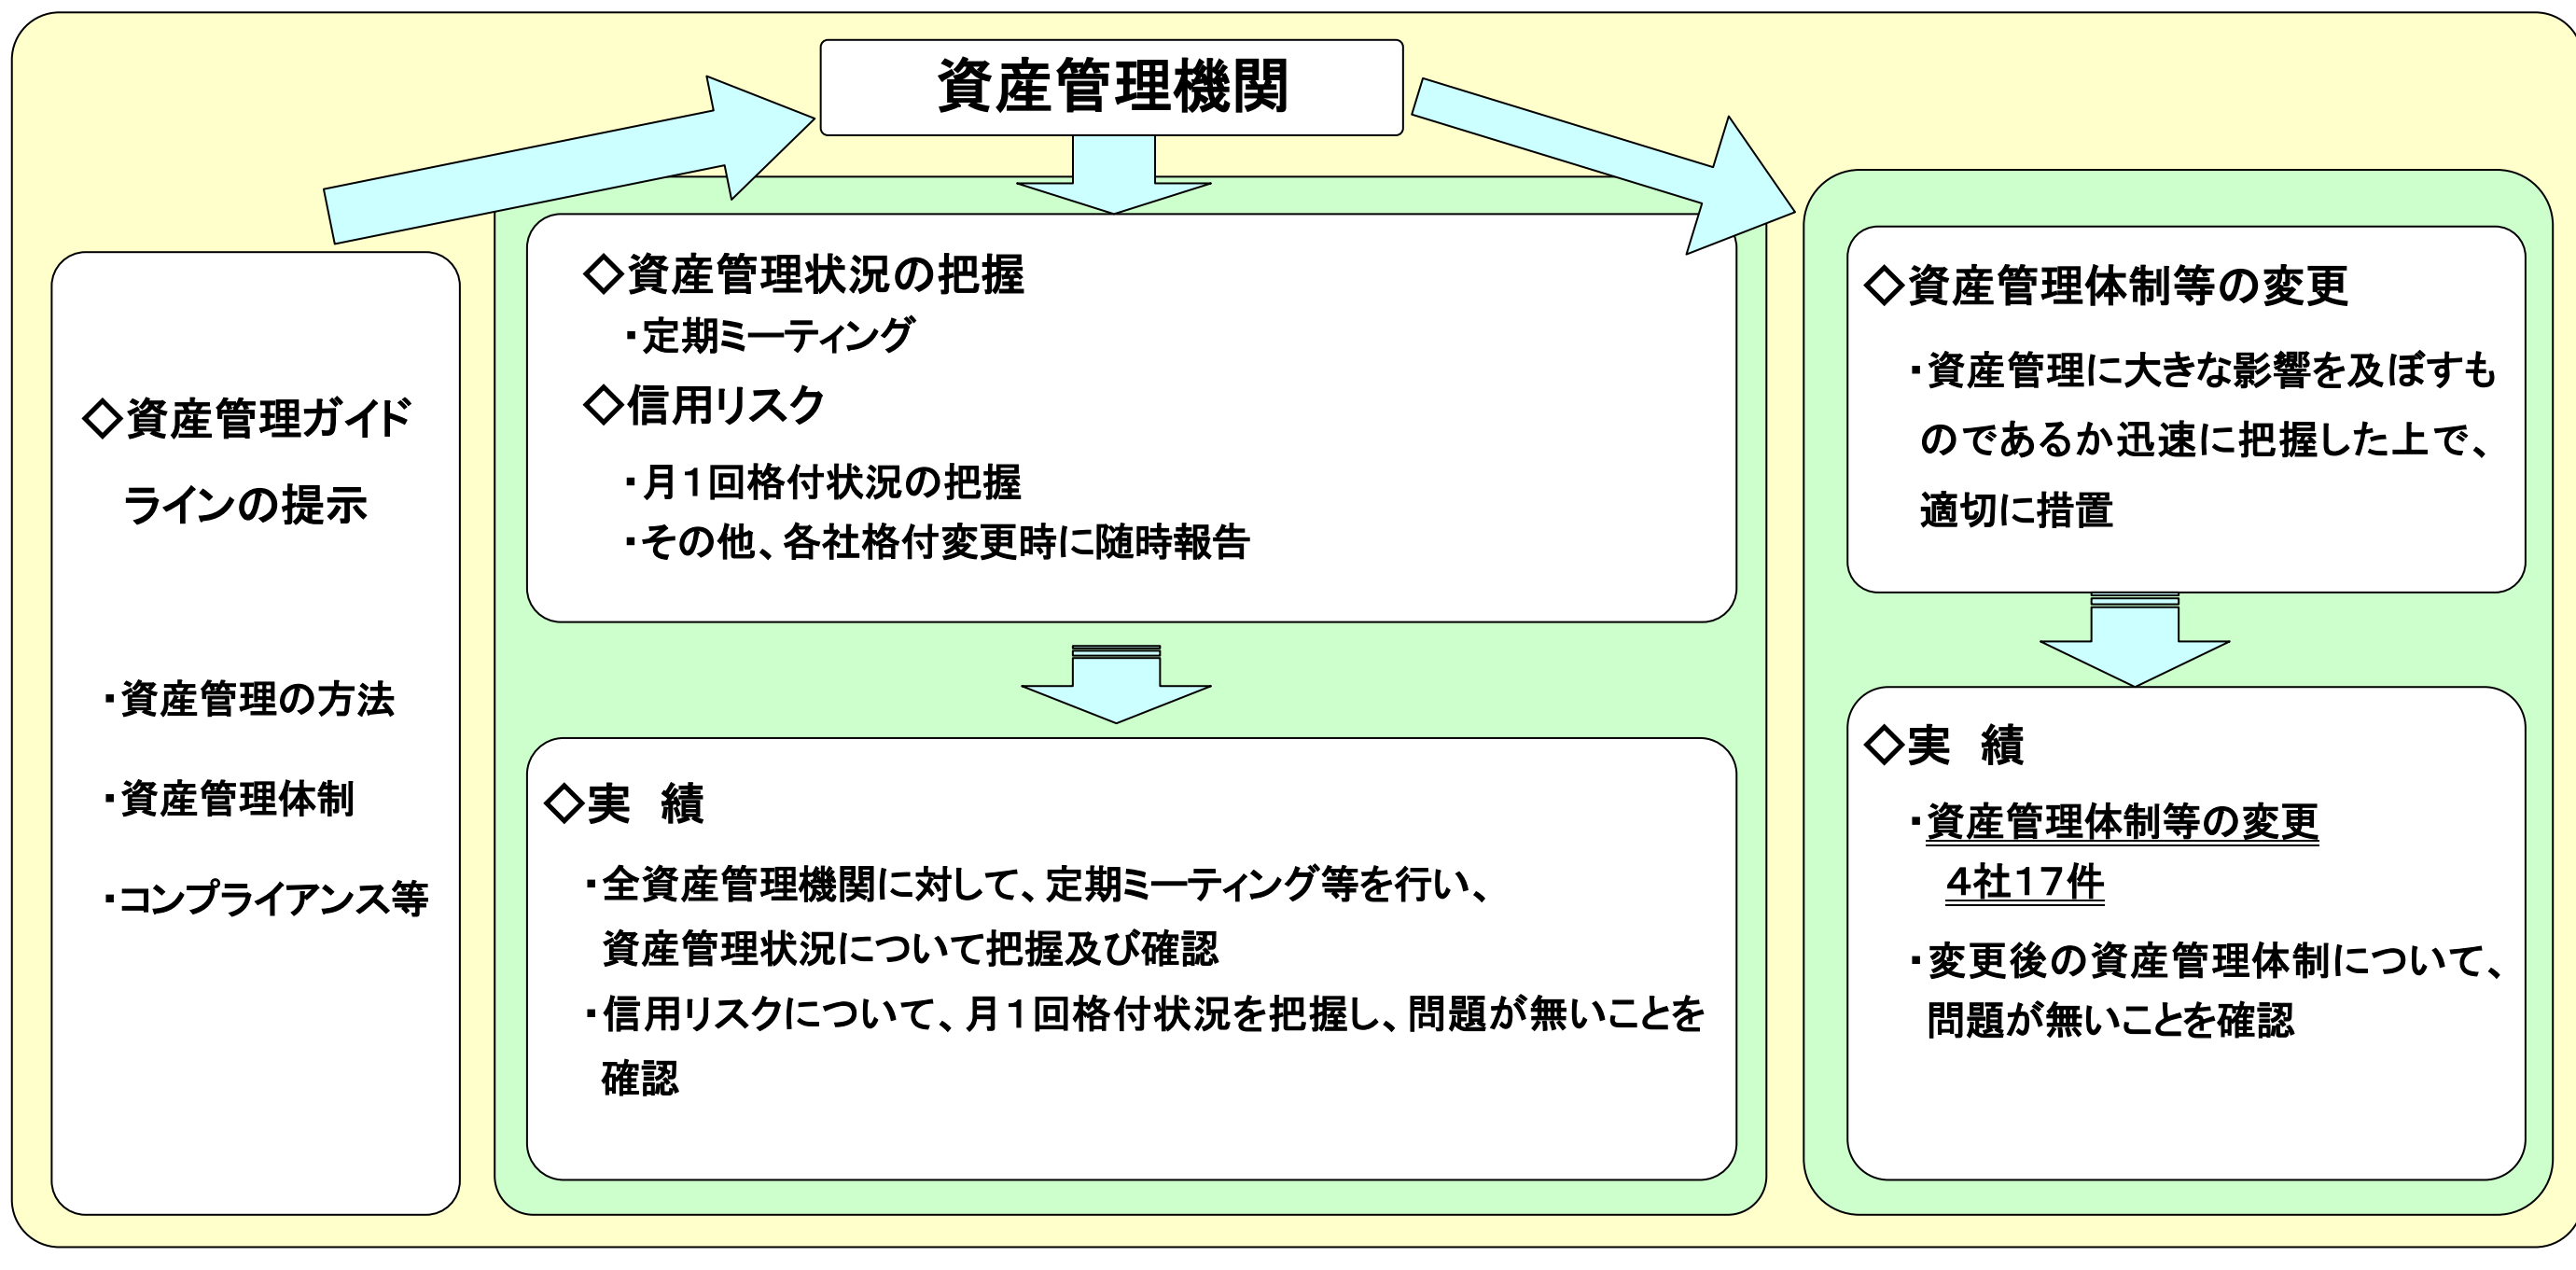 資産管理機関
◇資産管理ガイド
ラインの提示
・資産管理の方法
・資産管理体制
・コンプライアンス等
◇資産管理状況の把握
・定期ミーティング
◇信用リスク
・月１回格付状況の把握
・その他、各社格付変更時に随時報告
◇実　績
・全資産管理機関に対して、定期ミーティング等を行い、
資産管理状況について把握及び確認
・信用リスクについて、月１回格付状況を把握し、問題が無いことを
確認
◇資産管理体制等の変更
・資産管理に大きな影響を及ぼすも
のであるか迅速に把握した上で、
適切に措置
◇実　績
・資産管理体制等の変更
４社１７件
・変更後の資産管理体制について、
問題が無いことを確認